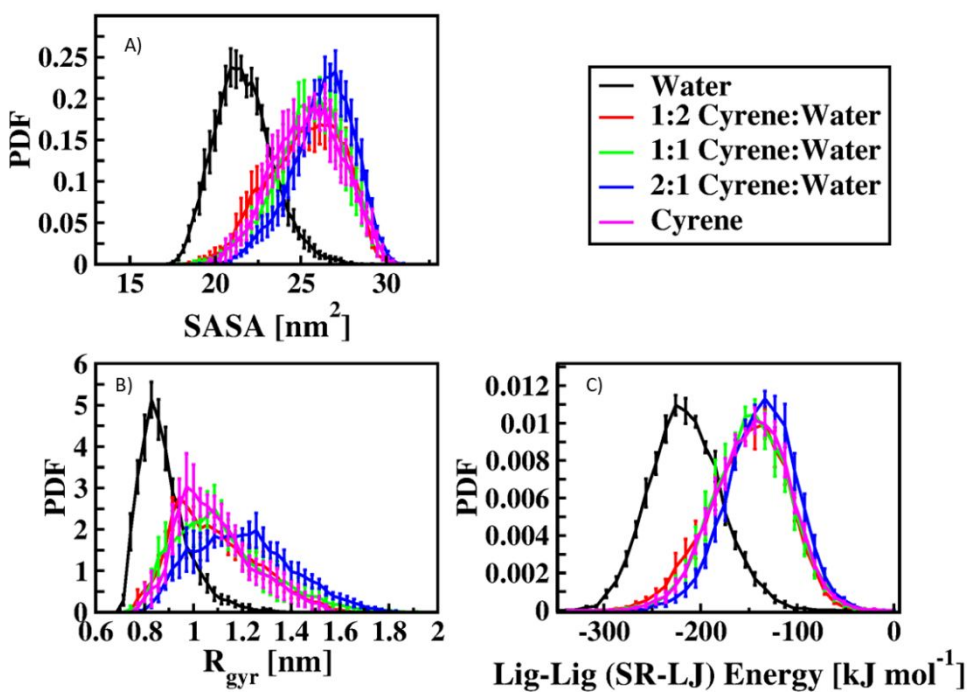 A)
0.25
0.2
0.15
0.1
0.05
0
PDF
15 20 25 30
SASA [nm²]
Water
1:2 Cyrene:Water
1:1 Cyrene:Water
2:1 Cyrene:Water
Cyrene
B)
6
5
4
3
2
1
0
PDF
0.6 0.8 1 1.2 1.4 1.6 1.8 2
R_gyr [nm]
C)
0.012
0.01
0.008
0.006
0.004
0.002
0
PDF
-300 -200 -100 0
Lig-Lig (SR-LJ) Energy [kJ mol⁻¹]